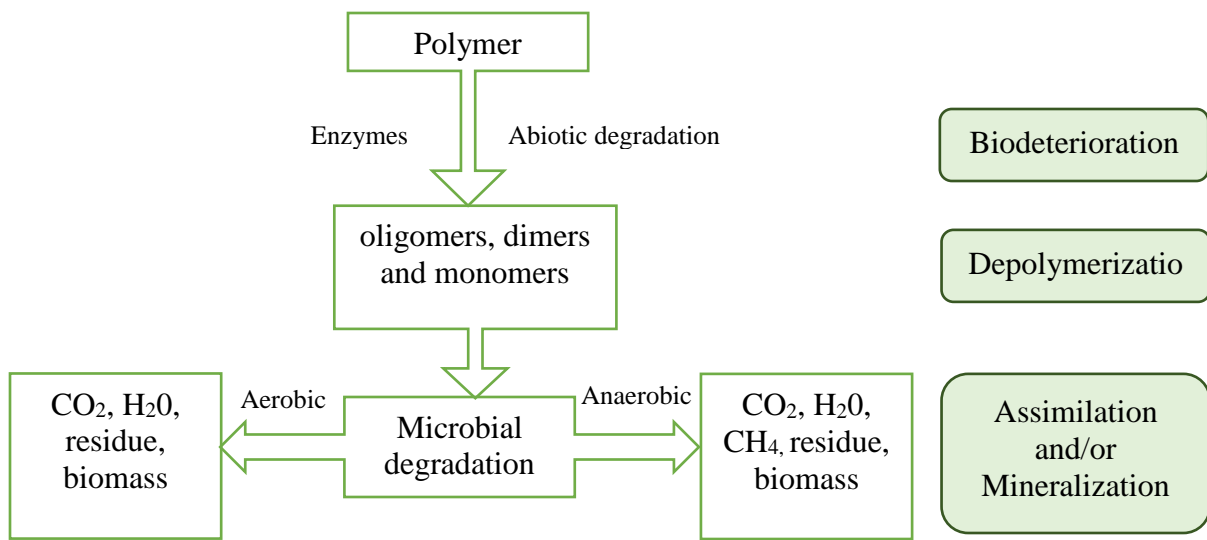 Polymer
Enzymes
Abiotic degradation
Biodeterioration
oligomers, dimers
and monomers
Depolymerizatio
CO₂, H₂0,
residue,
biomass
Aerobic
Microbial
degradation
Anaerobic
CO₂, H₂0,
CH₄, residue,
biomass
Assimilation
and/or
Mineralization